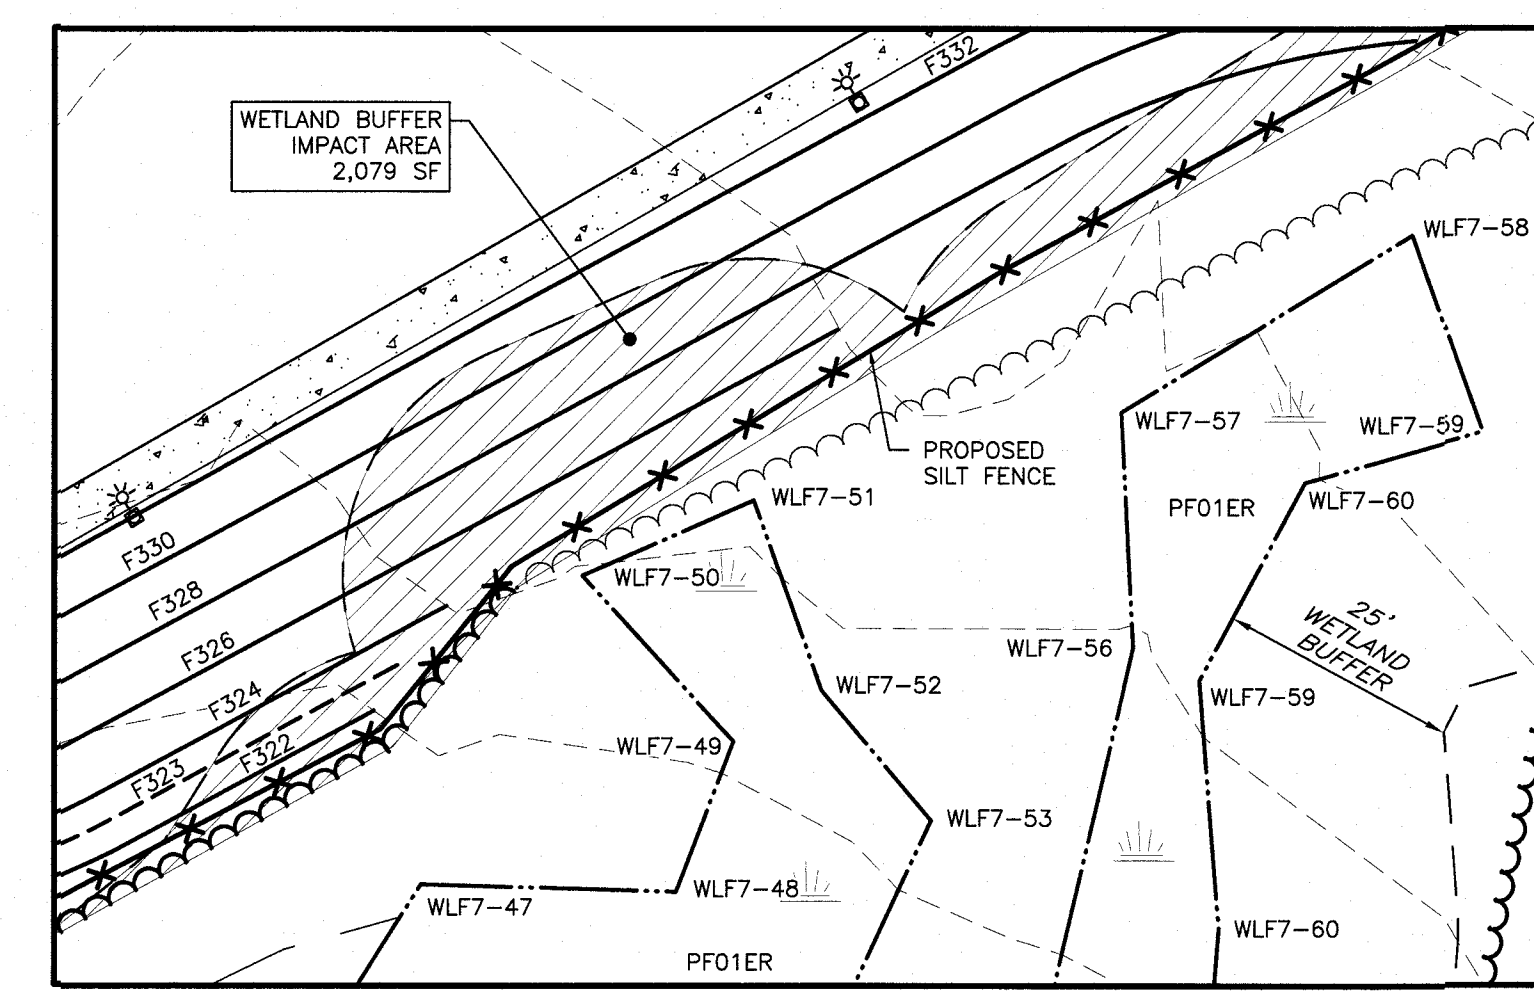 F332
WETLAND BUFFER
IMPACT AREA
2,079 SF
WLF7-58
WLF7-57
WLF7-59
PROPOSED
SILT FENCE
WLF7-51
WLF7-60
PF01ER
F330
WLF7-50
F328
25'
WETLAND
BUFFER
F326
WLF7-56
WLF7-52
WLF7-59
F324
F322
WLF7-49
F323
WLF7-53
WLF7-48
WLF7-47
WLF7-60
PF01ER